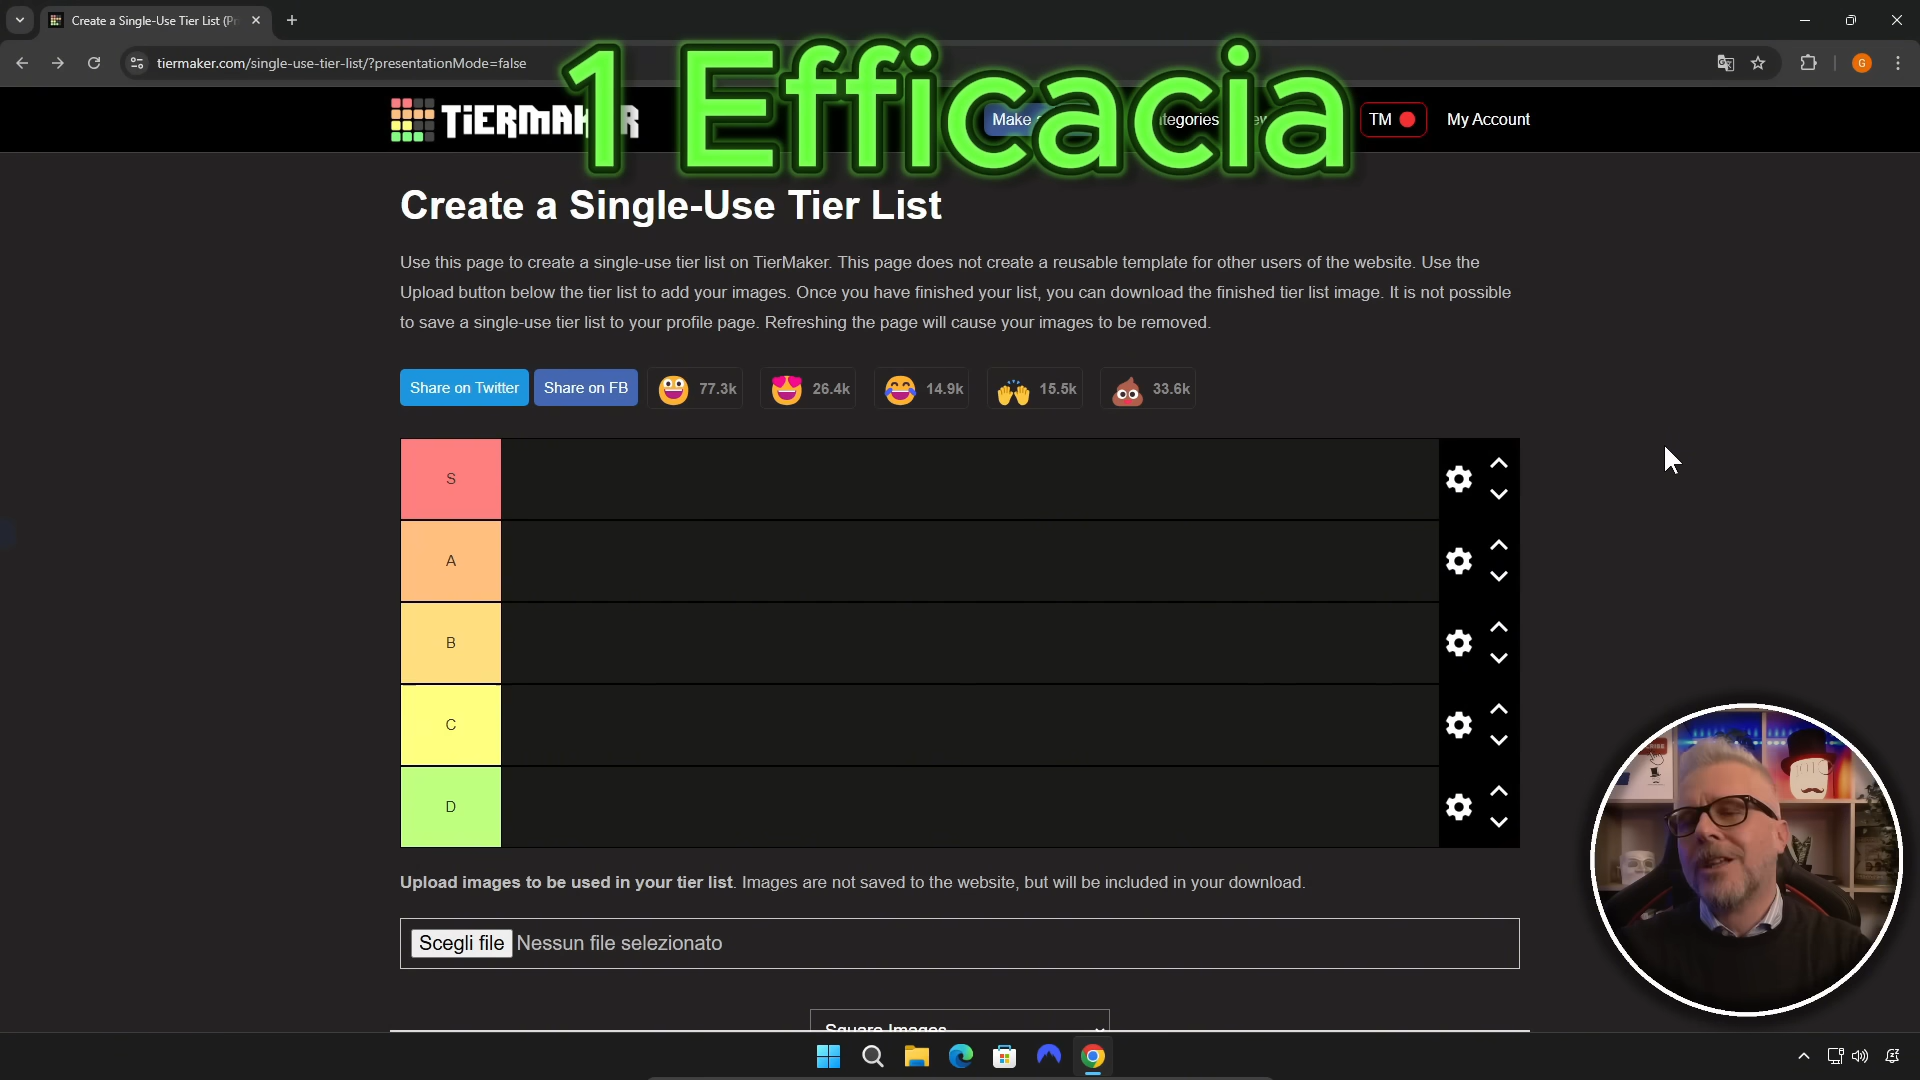 Create a Single-Use Tier List (Pr
tiermaker.com/single-use-tier-list/?presentationMode=false
G
1 Efficacia
TiERMAKER
Make
tegories
TM
My Account
Create a Single-Use Tier List
Use this page to create a single-use tier list on TierMaker. This page does not create a reusable template for other users of the website. Use the
Upload button below the tier list to add your images. Once you have finished your list, you can download the finished tier list image. It is not possible
to save a single-use tier list to your profile page. Refreshing the page will cause your images to be removed.
Share on Twitter
Share on FB
77.3k
26.4k
14.9k
15.5k
33.6k
S
A
B
C
D
Upload images to be used in your tier list. Images are not saved to the website, but will be included in your download.
Scegli file Nessun file selezionato
Square Images